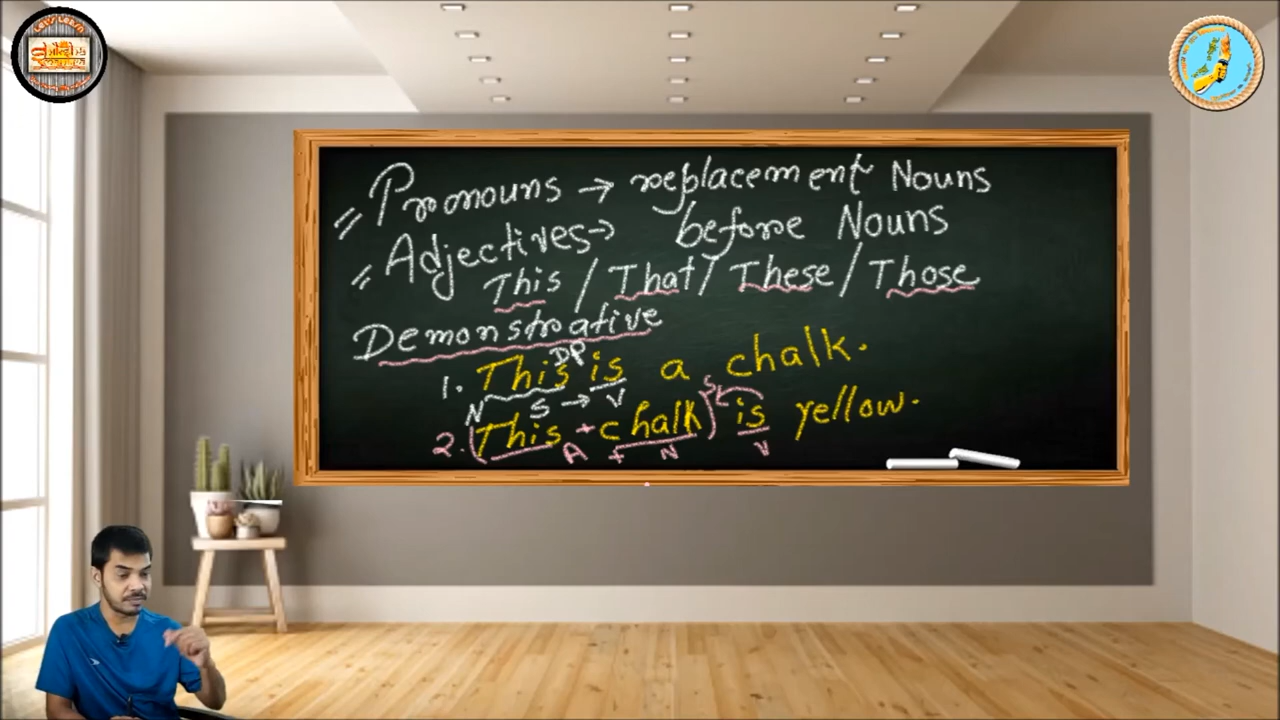 = Pronouns → replacement Nouns
= Adjectives → before Nouns
This / That / These / Those
Demonstrative
DP
1. This is a chalk.
N S → V S
2. (This + chalk) is yellow.
A + N V